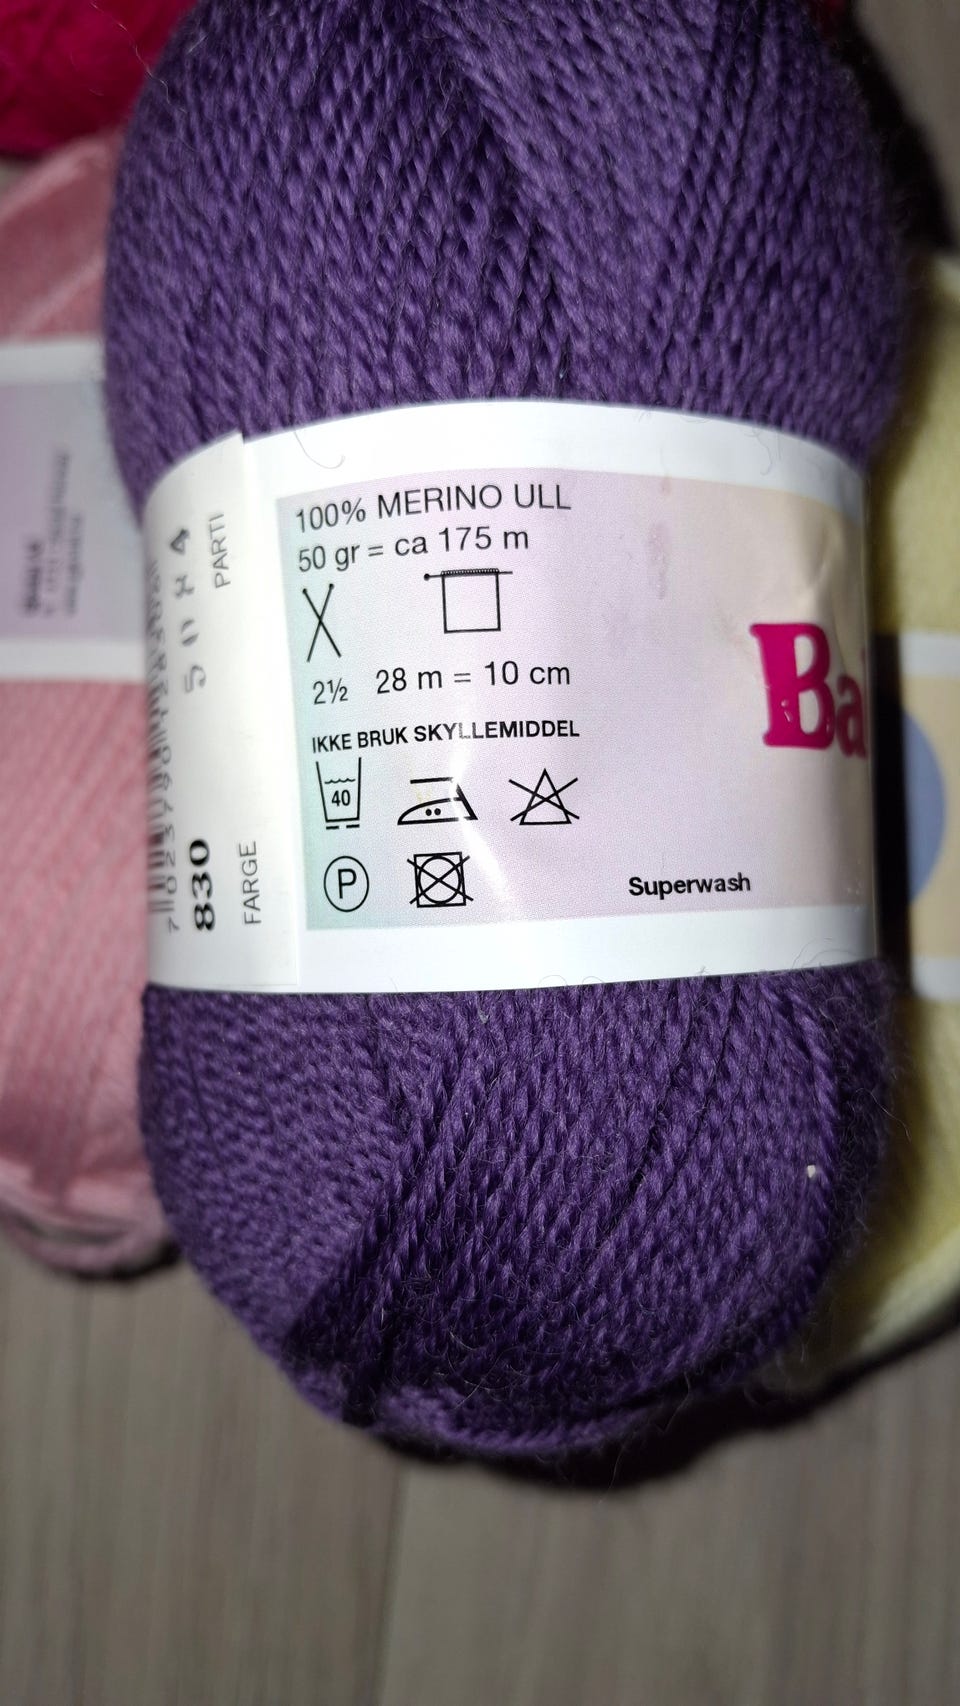 100% MERINO ULL
50 gr = ca 175 m
2½ 28 m = 10 cm
IKKE BRUK SKYLLEMIDDEL
40
P
Superwash
Ba
PARTI
FARGE
830